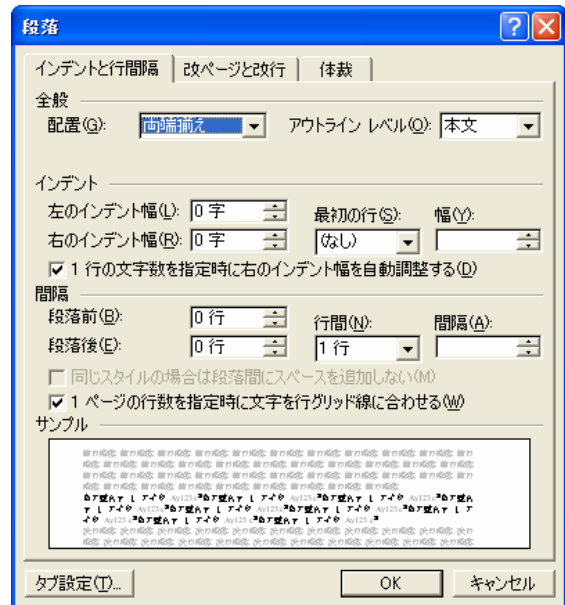 段落
インデントと行間隔 改ページと改行 体裁
全般
配置(G): 両端揃え アウトライン レベル(O): 本文
インデント
左のインデント幅(L): 0 字 最初の行(S): 幅(Y):
右のインデント幅(R): 0 字 (なし)
1 行の文字数を指定時に右のインデント幅を自動調整する(D)
間隔
段落前(B): 0 行 行間(N): 間隔(A):
段落後(E): 0 行 1 行
同じスタイルの場合は段落間にスペースを追加しない(M)
1 ページの行数を指定時に文字を行グリッド線に合わせる(W)
サンプル
タブ設定(T)... OK キャンセル